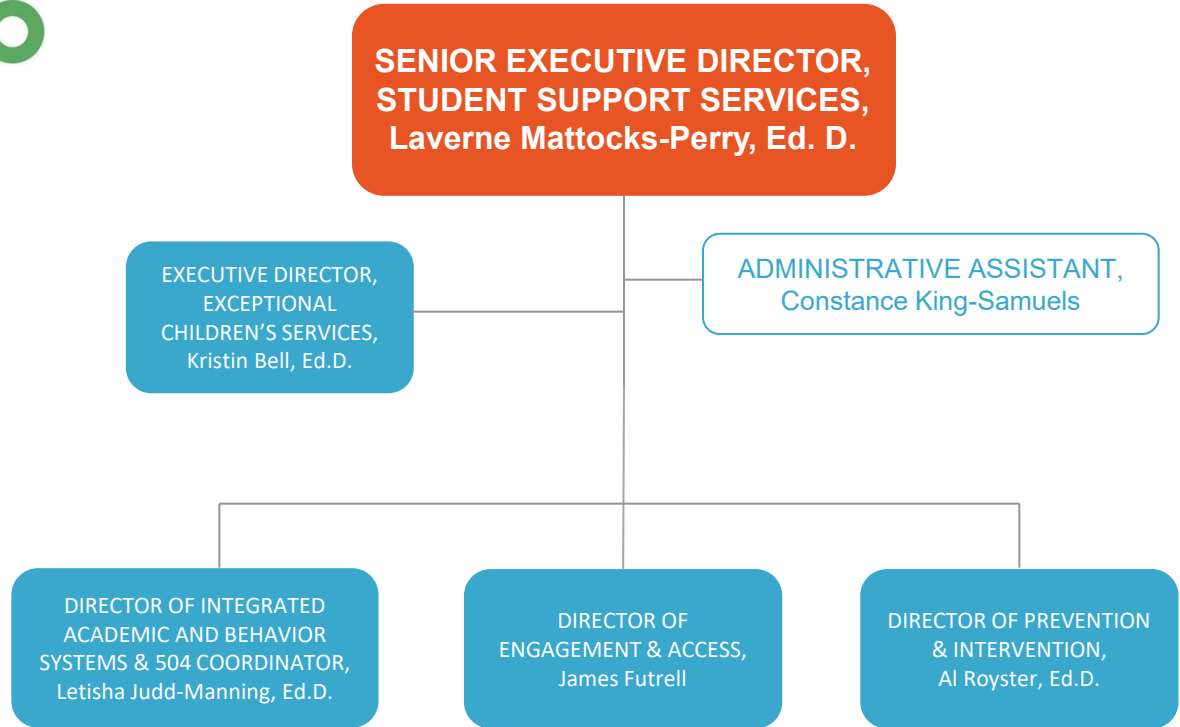 SENIOR EXECUTIVE DIRECTOR,
STUDENT SUPPORT SERVICES,
Laverne Mattocks-Perry, Ed. D.
EXECUTIVE DIRECTOR,
EXCEPTIONAL
CHILDREN’S SERVICES,
Kristin Bell, Ed.D.
ADMINISTRATIVE ASSISTANT,
Constance King-Samuels
DIRECTOR OF INTEGRATED
ACADEMIC AND BEHAVIOR
SYSTEMS & 504 COORDINATOR,
Letisha Judd-Manning, Ed.D.
DIRECTOR OF
ENGAGEMENT & ACCESS,
James Futrell
DIRECTOR OF PREVENTION
& INTERVENTION,
Al Royster, Ed.D.